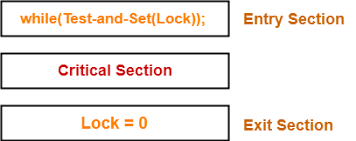 while(Test-and-Set(Lock)); Entry Section
Critical Section
Lock = 0 Exit Section